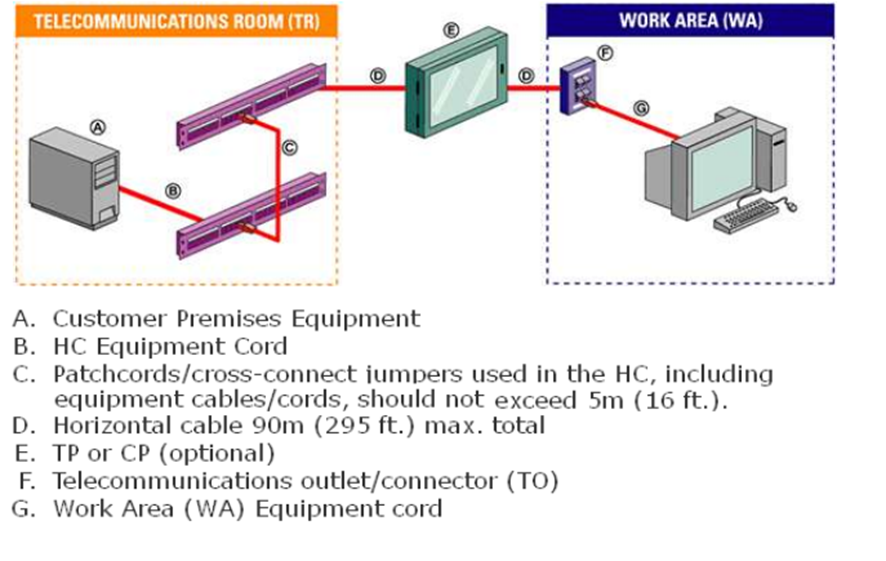 TELECOMMUNICATIONS ROOM (TR)
WORK AREA (WA)
E
F
D
D
G
A
C
B
A. Customer Premises Equipment
B. HC Equipment Cord
C. Patchcords/cross-connect jumpers used in the HC, including
equipment cables/cords, should not exceed 5m (16 ft.).
D. Horizontal cable 90m (295 ft.) max. total
E. TP or CP (optional)
F. Telecommunications outlet/connector (TO)
G. Work Area (WA) Equipment cord